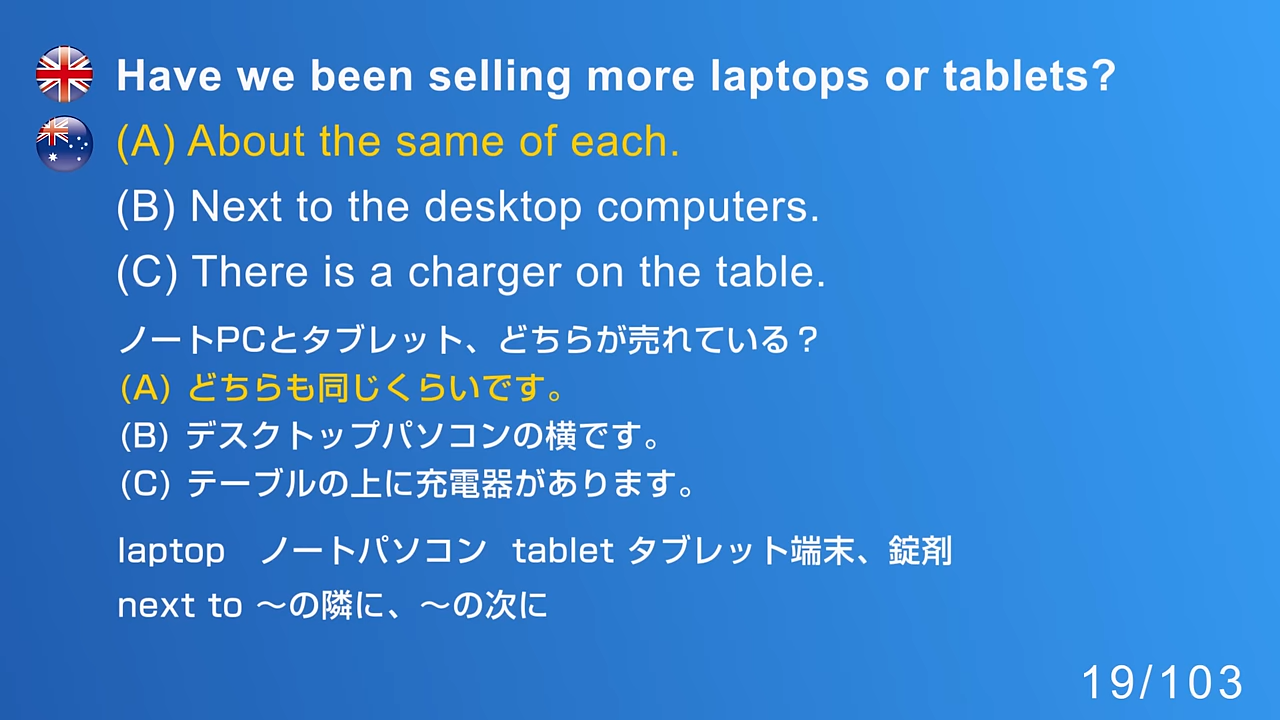 Have we been selling more laptops or tablets?
(A) About the same of each.
(B) Next to the desktop computers.
(C) There is a charger on the table.
ノートPCとタブレット、どちらが売れている？
(A) どちらも同じくらいです。
(B) デスクトップパソコンの横です。
(C) テーブルの上に充電器があります。
laptop　ノートパソコン　tablet タブレット端末、錠剤
next to 〜の隣に、〜の次に
19/103